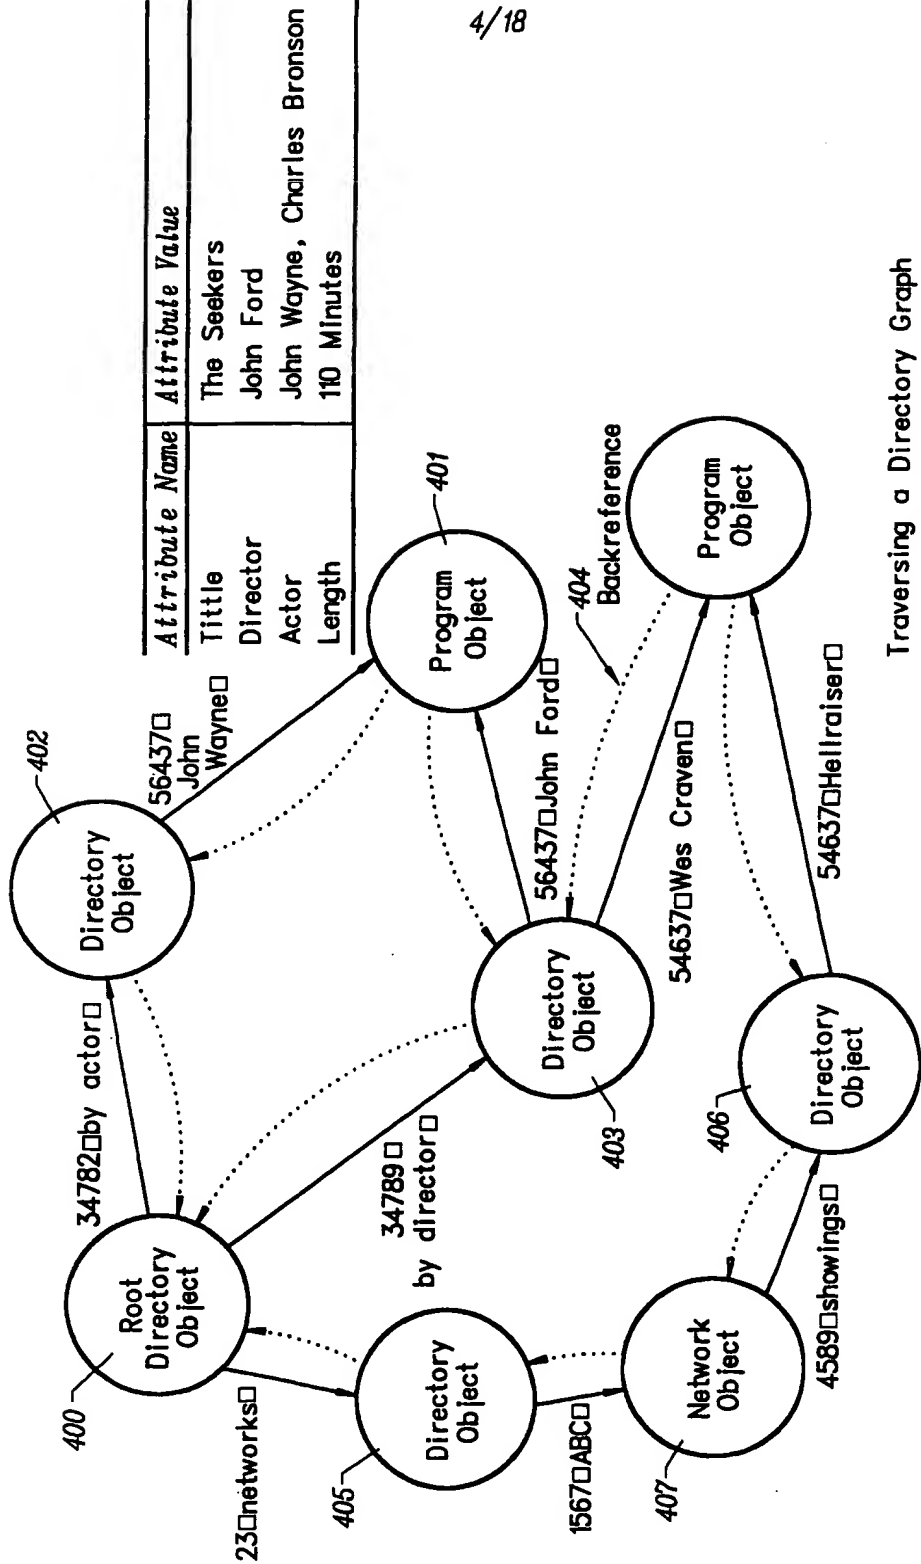 4/18
Attribute Name Attribute Value
Tittle The Seekers
Director John Ford
Actor John Wayne, Charles Bronson
Length 110 Minutes
400
Root
Directory
Object
34782□by actor□
402
Directory
Object
56437□
John
Wayne□
401
Program
Object
34789□
by director□
403
Directory
Object
56437□John Ford□
404
Backreference
54637□Wes Craven□
Program
Object
23□networks□
405
Directory
Object
1567□ABC□
407
Network
Object
4589□showings□
406
Directory
Object
54637□Hellraiser□
Traversing a Directory Graph